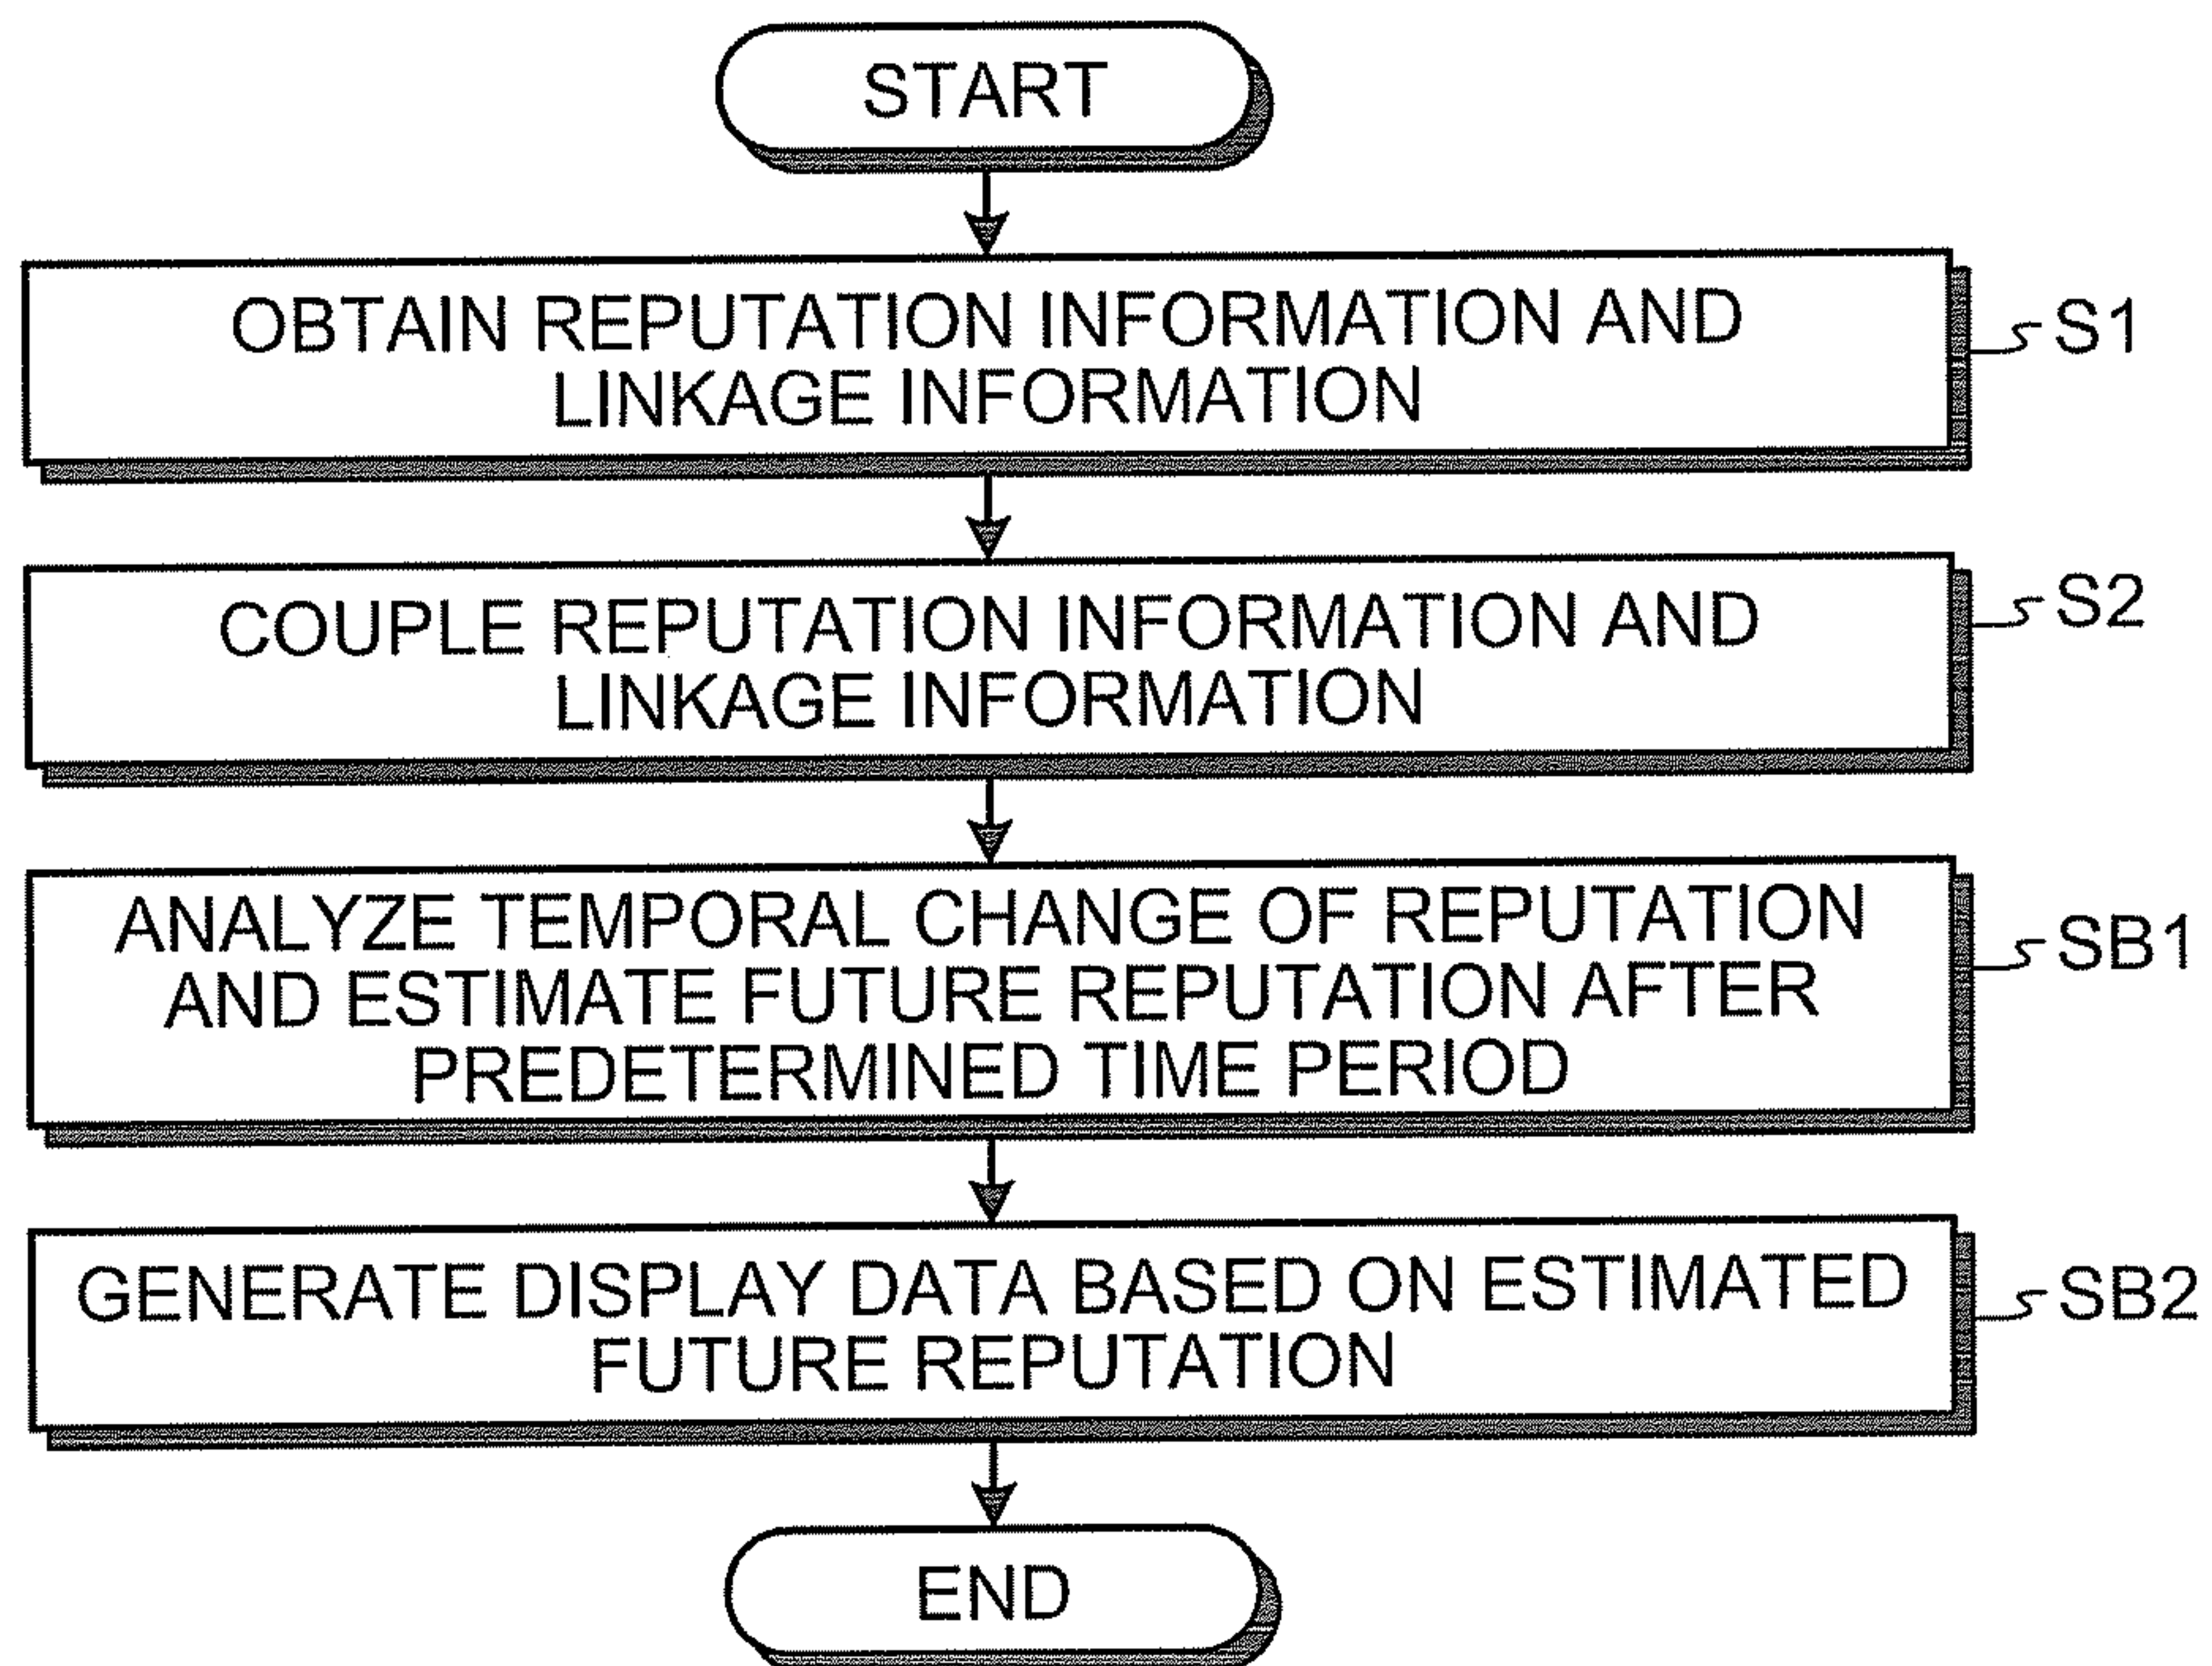 START
OBTAIN REPUTATION INFORMATION AND
LINKAGE INFORMATION
S1
COUPLE REPUTATION INFORMATION AND
LINKAGE INFORMATION
S2
ANALYZE TEMPORAL CHANGE OF REPUTATION
AND ESTIMATE FUTURE REPUTATION AFTER
PREDETERMINED TIME PERIOD
SB1
GENERATE DISPLAY DATA BASED ON ESTIMATED
FUTURE REPUTATION
SB2
END